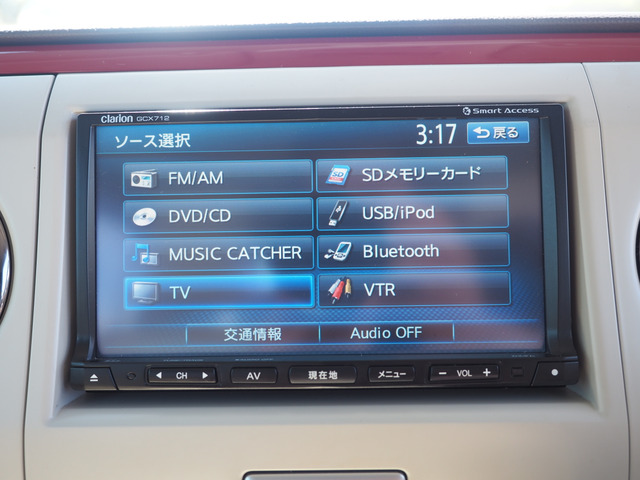 clarion GCX712 Smart Access
ソース選択 3:17 戻る
FM/AM SDメモリーカード
DVD/CD USB/iPod
MUSIC CATCHER Bluetooth
TV VTR
交通情報 Audio OFF
CH AV 現在地 メニュー − VOL +